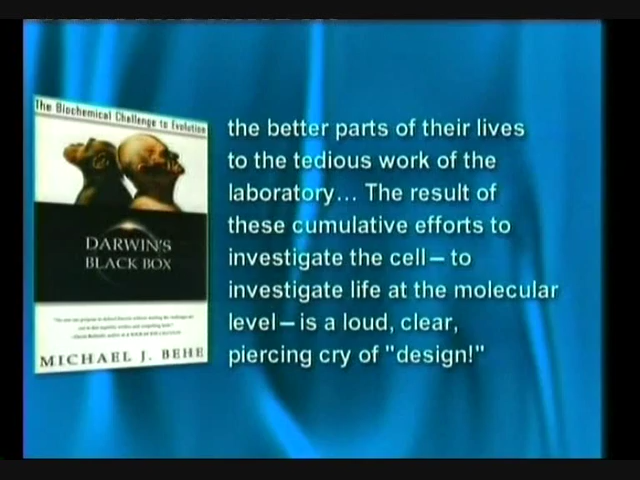 The Biochemical Challenge to Evolution
DARWIN'S
BLACK BOX
MICHAEL J. BEHE
the better parts of their lives
to the tedious work of the
laboratory... The result of
these cumulative efforts to
investigate the cell – to
investigate life at the molecular
level – is a loud, clear,
piercing cry of "design!"